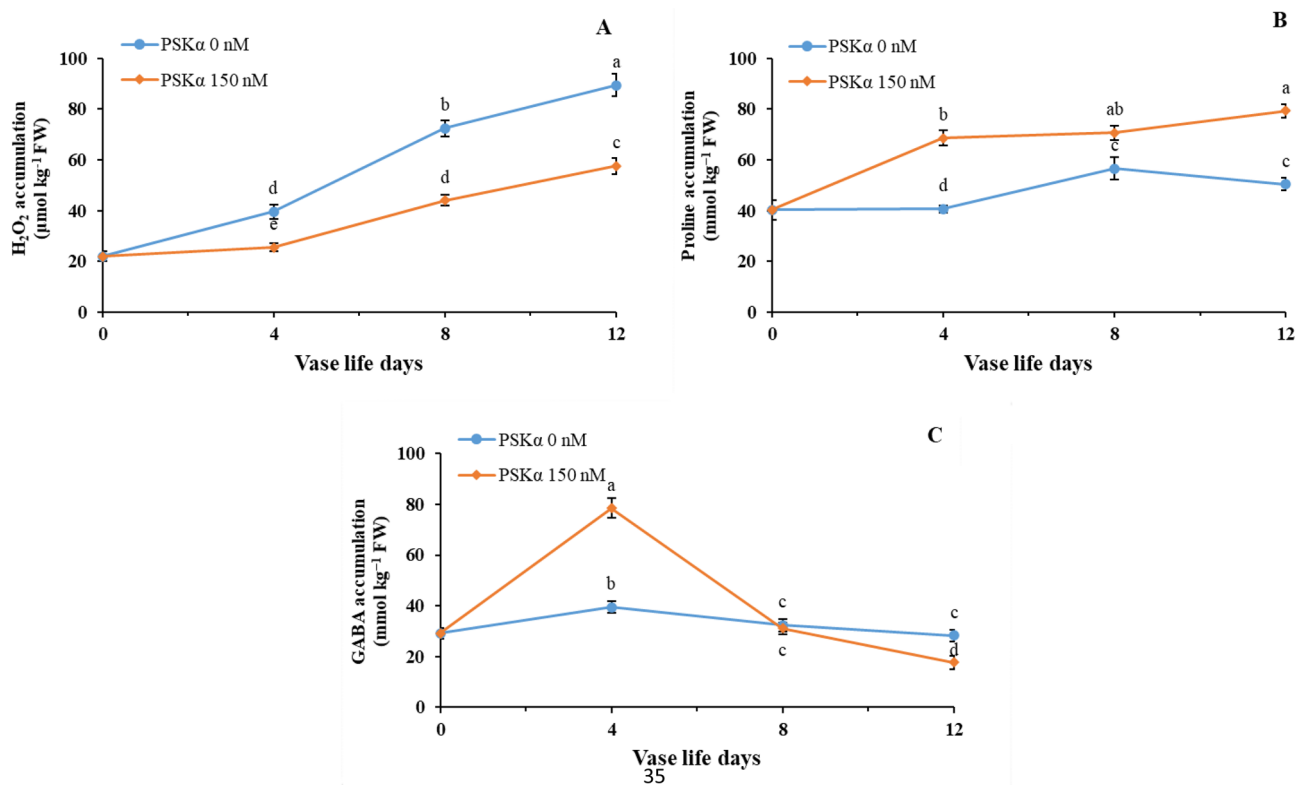 A
PSKα 0 nM
PSKα 150 nM
H₂O₂ accumulation
(µmol kg⁻¹ FW)
100
80
60
40
20
0
a
b
c
d
d
e
0 4 8 12
Vase life days
B
PSKα 0 nM
PSKα 150 nM
Proline accumulation
(mmol kg⁻¹ FW)
100
80
60
40
20
0
a
b
ab
c
c
d
0 4 8 12
Vase life days
C
PSKα 0 nM
PSKα 150 nM
GABA accumulation
(mmol kg⁻¹ FW)
100
80
60
40
20
0
a
b
c
c
c
d
0 4 8 12
Vase life days
35